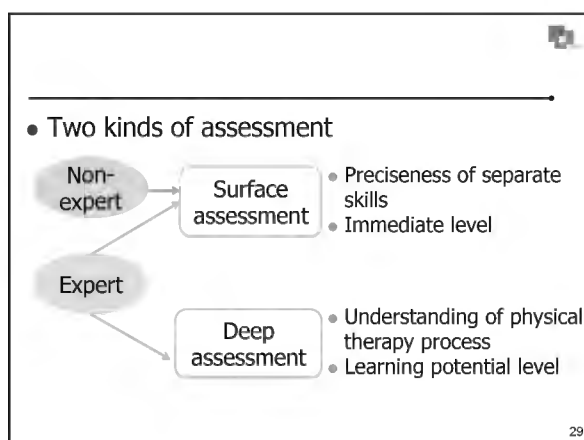 • Two kinds of assessment
Non-
expert
Surface
assessment
• Preciseness of separate
skills
• Immediate level
Expert
Deep
assessment
• Understanding of physical
therapy process
• Learning potential level
29